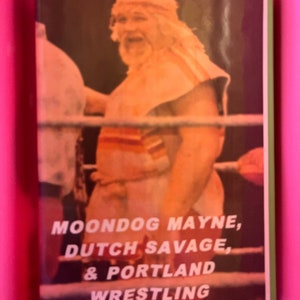 MOONDOG MAYNE,
DUTCH SAVAGE,
& PORTLAND
WRESTLING